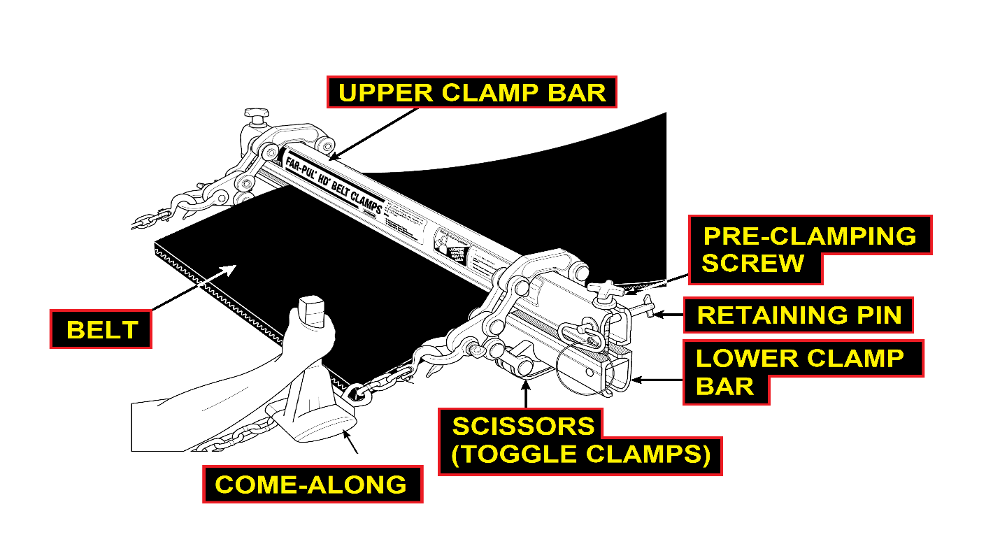 UPPER CLAMP BAR
FAR-PUL® HD® BELT CLAMPS
PRE-CLAMPING
SCREW
RETAINING PIN
BELT
LOWER CLAMP
BAR
SCISSORS
(TOGGLE CLAMPS)
COME-ALONG